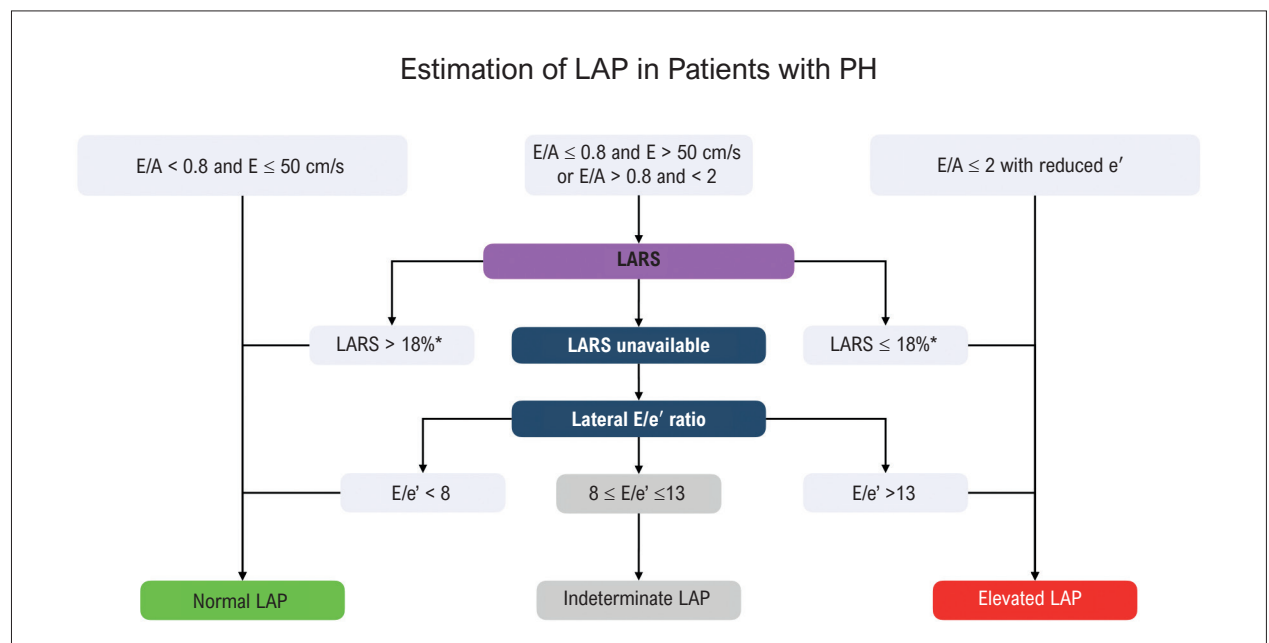 Estimation of LAP in Patients with PH
E/A < 0.8 and E ≤ 50 cm/s
E/A ≤ 0.8 and E > 50 cm/s
or E/A > 0.8 and < 2
E/A ≤ 2 with reduced e′
LARS
LARS > 18%*
LARS unavailable
LARS ≤ 18%*
Lateral E/e′ ratio
E/e' < 8
8 ≤ E/e' ≤13
E/e' >13
Normal LAP
Indeterminate LAP
Elevated LAP